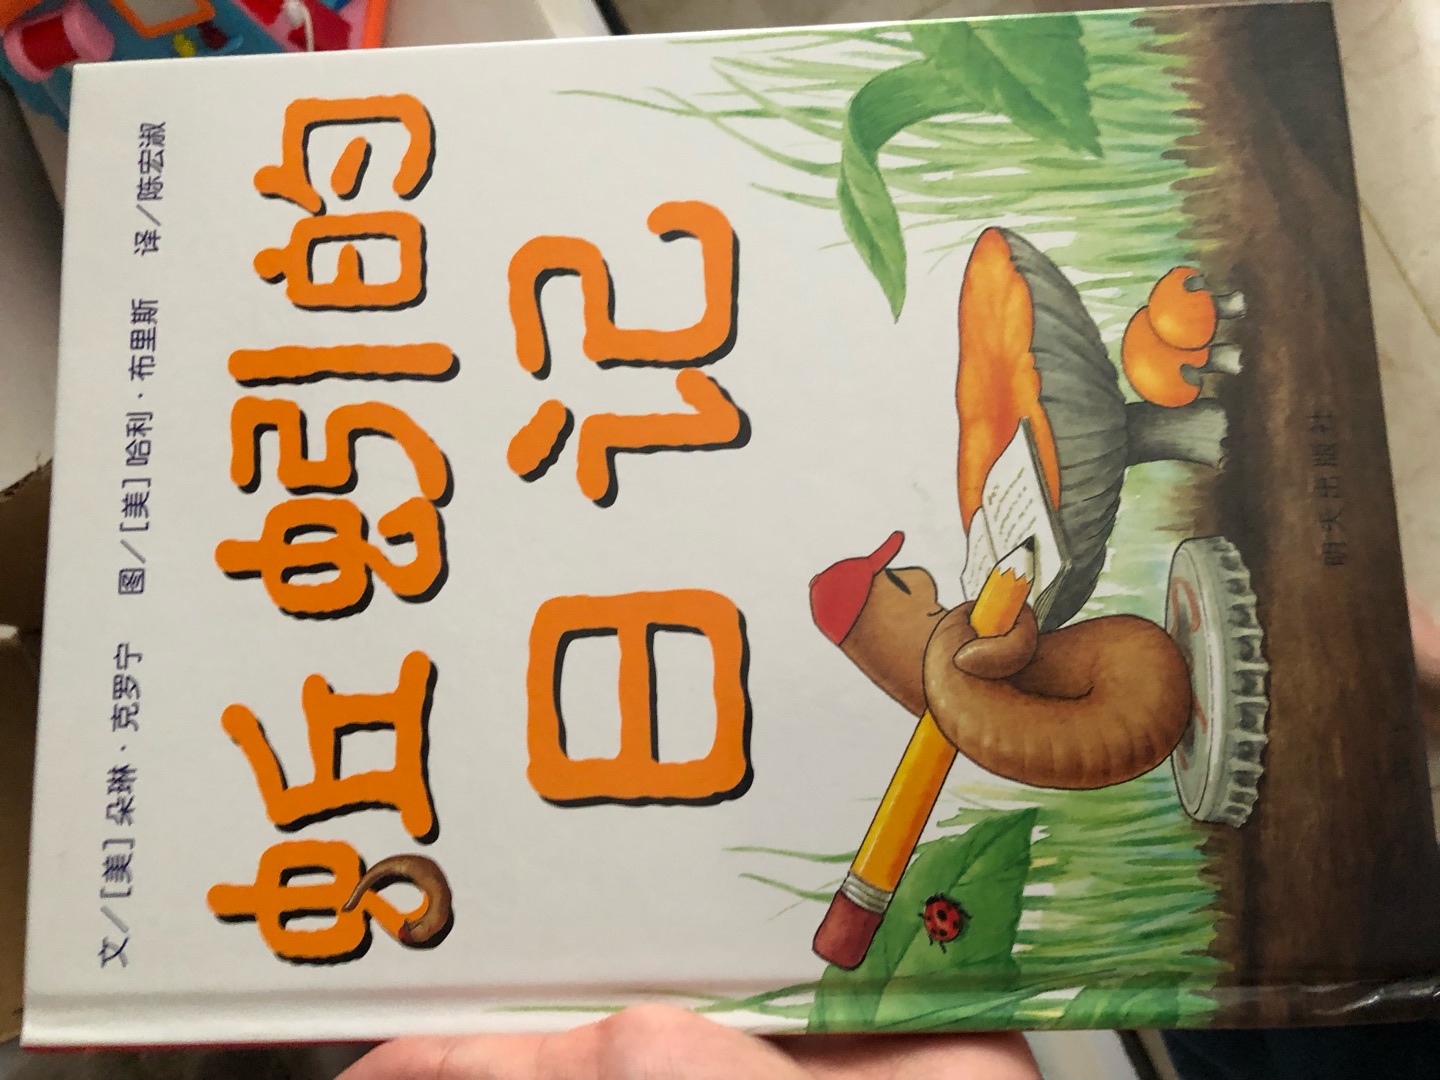 文／[美] 朵琳·克罗宁 图／[美] 哈利·布里斯 译／陈宏淑
蚯蚓的
日记
明天出版社